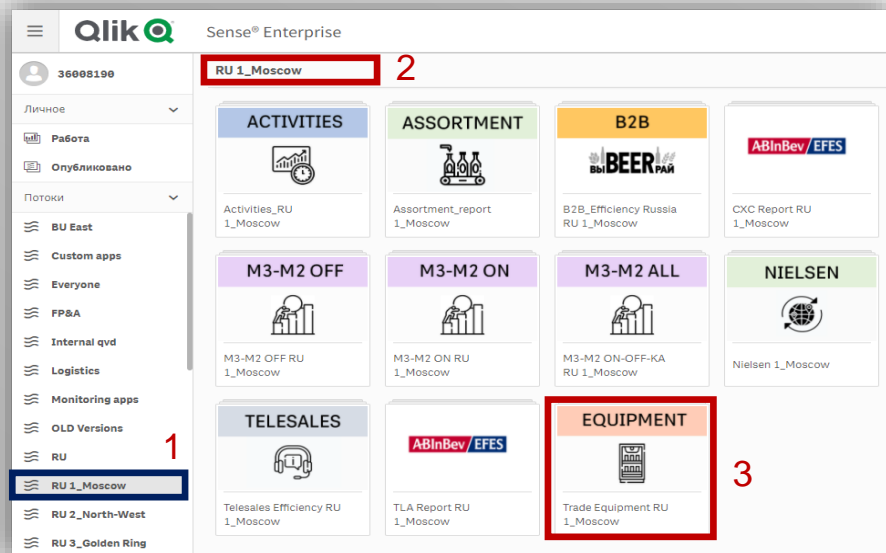 Qlik Q Sense® Enterprise
36008190
Личное
Работа
Опубликовано
Потоки
BU East
Custom apps
Everyone
FP&A
Internal qvd
Logistics
Monitoring apps
OLD Versions
1
RU
RU 1_Moscow
RU 2_North-West
RU 3_Golden Ring
RU 1_Moscow
2
ACTIVITIES
Activities_RU
1_Moscow
ASSORTMENT
Assortment_report
1_Moscow
B2B
выBEERрай
B2B_Efficiency Russia
RU 1_Moscow
ABInBev EFES
CXC Report RU
1_Moscow
M3-M2 OFF
M3-M2 OFF RU
1_Moscow
M3-M2 ON
M3-M2 ON RU
1_Moscow
M3-M2 ALL
M3-M2 ON-OFF-KA
RU 1_Moscow
NIELSEN
Nielsen 1_Moscow
TELESALES
Telesales Efficiency RU
1_Moscow
ABInBev EFES
TLA Report RU
1_Moscow
EQUIPMENT
Trade Equipment RU
1_Moscow
3